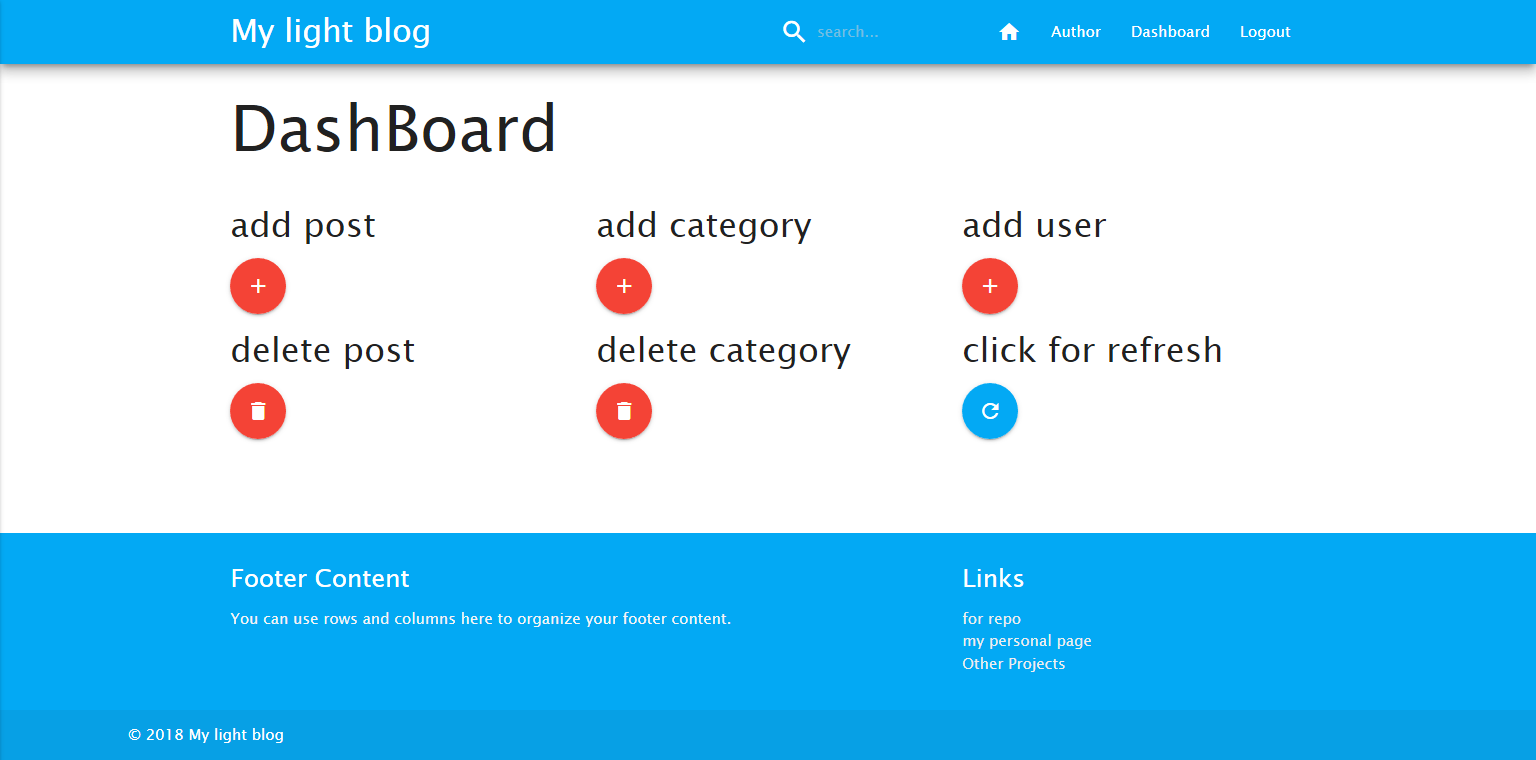 My light blog
search...
Author
Dashboard
Logout
DashBoard
add post
add category
add user
delete post
delete category
click for refresh
Footer Content
You can use rows and columns here to organize your footer content.
Links
for repo
my personal page
Other Projects
© 2018 My light blog